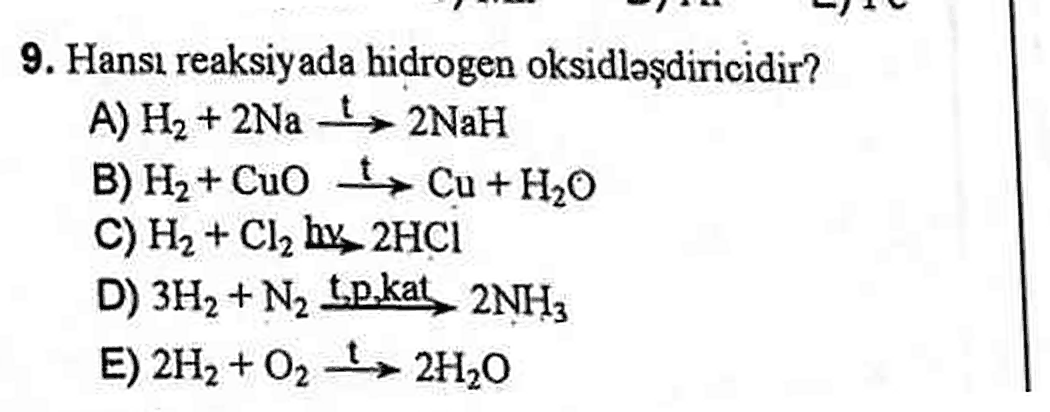 9. Hansı reaksiyada hidrogen oksidləşdiricidir?
A) H₂ + 2Na t→ 2NaH
B) H₂ + CuO t→ Cu + H₂O
C) H₂ + Cl₂ hv→ 2HCl
D) 3H₂ + N₂ t,p,kat→ 2NH₃
E) 2H₂ + O₂ t→ 2H₂O